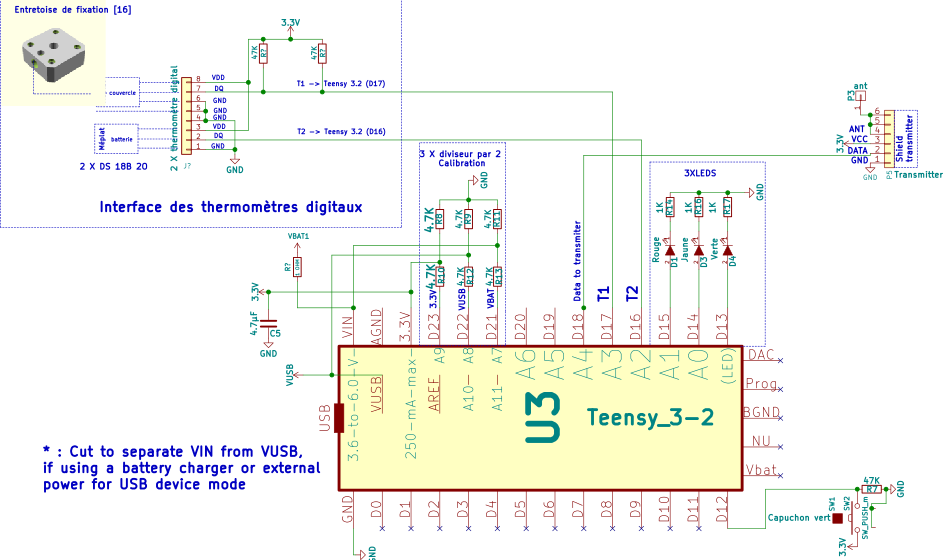 Entretoise de fixation [16]
3.3V
47K
R?
47K
R?
couvercle
Méplat
batterie
2 X thermomètre digital
8
7
6
5
4
3
2
1
VDD
DQ
GND
GND
GND
VDD
DQ
GND
J?
T1 -> Teensy 3.2 (D17)
T2 -> Teensy 3.2 (D16)
GND
2 X DS 18B 20
Interface des thermomètres digitaux
ant
P3
1
6
5
4
3
2
1
ANT
VCC
DATA
GND
3.3V
GND
Shield
transmitter
P5
Transmitter
3 X diviseur par 2
Calibration
GND
4.7K
R8
4.7K
R9
4.7K
R11
4.7K
R10
4.7K
R12
4.7K
R13
3.3V
VUSB
VBAT
Data to transmiter
T1
T2
3XLEDS
GND
1K
R14
1K
R16
1K
R17
Rouge
D1
Jaune
D3
Verte
D4
VBAT1
R?
3.3V
4.7uF
C5
GND
VUSB
VIN
AGND
3.3V
D23
D22
D21
D20
D19
D18
D17
D16
D15
D14
D13
3.6-to-6.0-V-
VUSB
250-mA-max-
A9
AREF
A8
A10-
A7
A11-
A6
A5
A4
A3
A2
A1
A0
(LED)
USB
U3
Teensy_3-2
DAC
Prog
BGND
NU
Vbat
GND
D0
D1
D2
D3
D4
D5
D6
D7
D8
D9
D10
D11
D12
GND
* : Cut to separate VIN from VUSB,
if using a battery charger or external
power for USB device mode
47K
R7
GND
SW1
SW2
Capuchon vert
3.3V